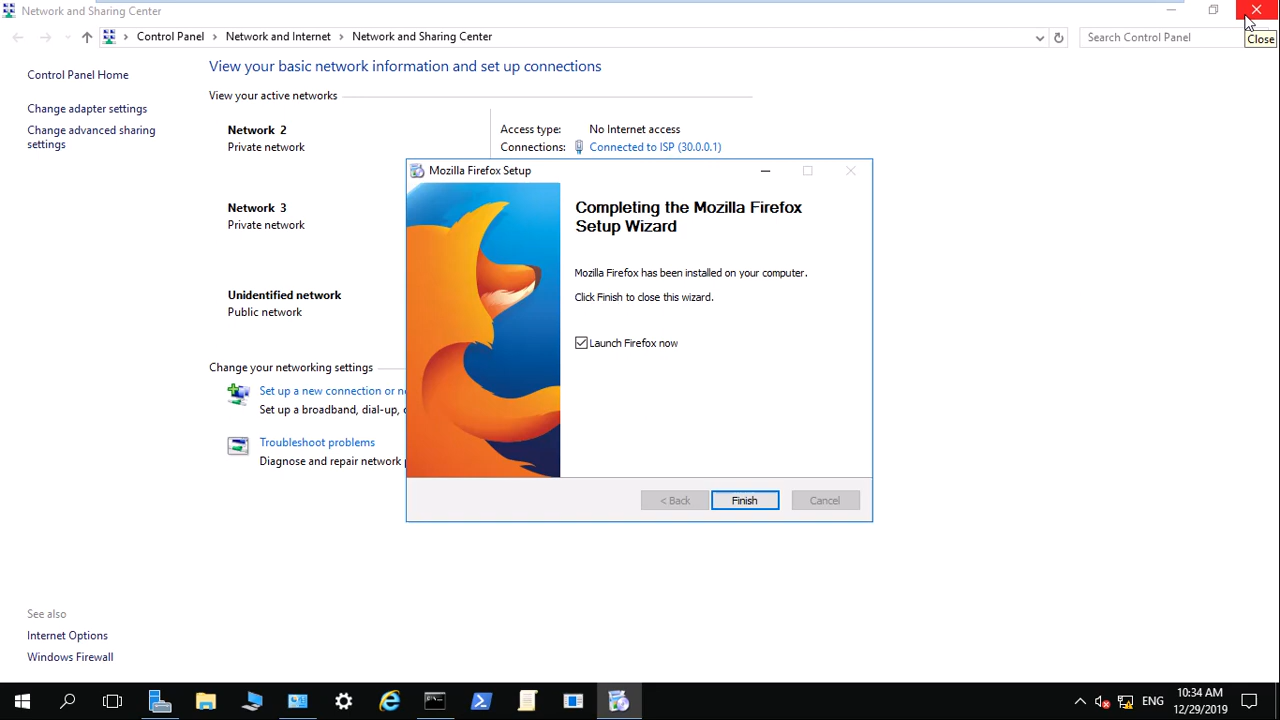 Network and Sharing Center
Control Panel > Network and Internet > Network and Sharing Center
Search Control Panel
Close
Control Panel Home
Change adapter settings
Change advanced sharing
settings
View your basic network information and set up connections
View your active networks
Network 2
Private network
Access type: No Internet access
Connections: Connected to ISP (30.0.0.1)
Network 3
Private network
Unidentified network
Public network
Change your networking settings
Set up a new connection or
Set up a broadband, dial-up,
Troubleshoot problems
Diagnose and repair network
Mozilla Firefox Setup
Completing the Mozilla Firefox
Setup Wizard
Mozilla Firefox has been installed on your computer.
Click Finish to close this wizard.
Launch Firefox now
< Back
Finish
Cancel
See also
Internet Options
Windows Firewall
ENG
10:34 AM
12/29/2019